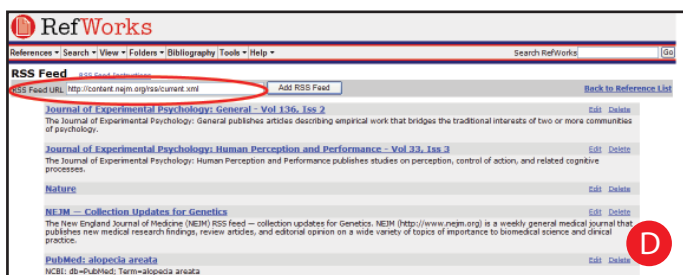 RefWorks
References Search View Folders Bibliography Tools Help Search RefWorks Go
RSS Feed RSS Feed Instructions
RSS Feed URL http://content.nejm.org/rss/current.xml Add RSS Feed Back to Reference List
Journal of Experimental Psychology: General - Vol 136, Iss 2 Edit Delete
The Journal of Experimental Psychology: General publishes articles describing empirical work that bridges the traditional interests of two or more communities
of psychology.
Journal of Experimental Psychology: Human Perception and Performance - Vol 33, Iss 3 Edit Delete
The Journal of Experimental Psychology: Human Perception and Performance publishes studies on perception, control of action, and related cognitive
processes.
Nature Edit Delete
NEJM — Collection Updates for Genetics Edit Delete
The New England Journal of Medicine (NEJM) RSS feed — collection updates for Genetics. NEJM (http://www.nejm.org) is a weekly general medical journal that
publishes new medical research findings, review articles, and editorial opinion on a wide variety of topics of importance to biomedical science and clinical
practice.
D
PubMed: alopecia areata Edit Delete
NCBI: db=PubMed; Term=alopecia areata